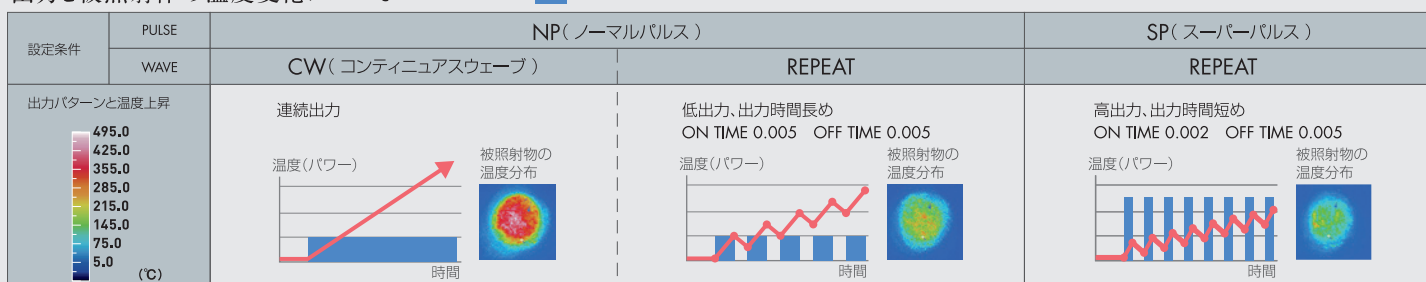 設定条件
PULSE
NP（ノーマルパルス）
SP（スーパーパルス）
WAVE
CW（コンティニュアスウェーブ）
REPEAT
REPEAT
出力パターンと温度上昇
495.0
425.0
355.0
285.0
215.0
145.0
75.0
5.0
(℃)
連続出力
温度（パワー）
被照射物の
温度分布
時間
低出力、出力時間長め
ON TIME 0.005 OFF TIME 0.005
温度（パワー）
被照射物の
温度分布
時間
高出力、出力時間短め
ON TIME 0.002 OFF TIME 0.005
温度（パワー）
被照射物の
温度分布
時間